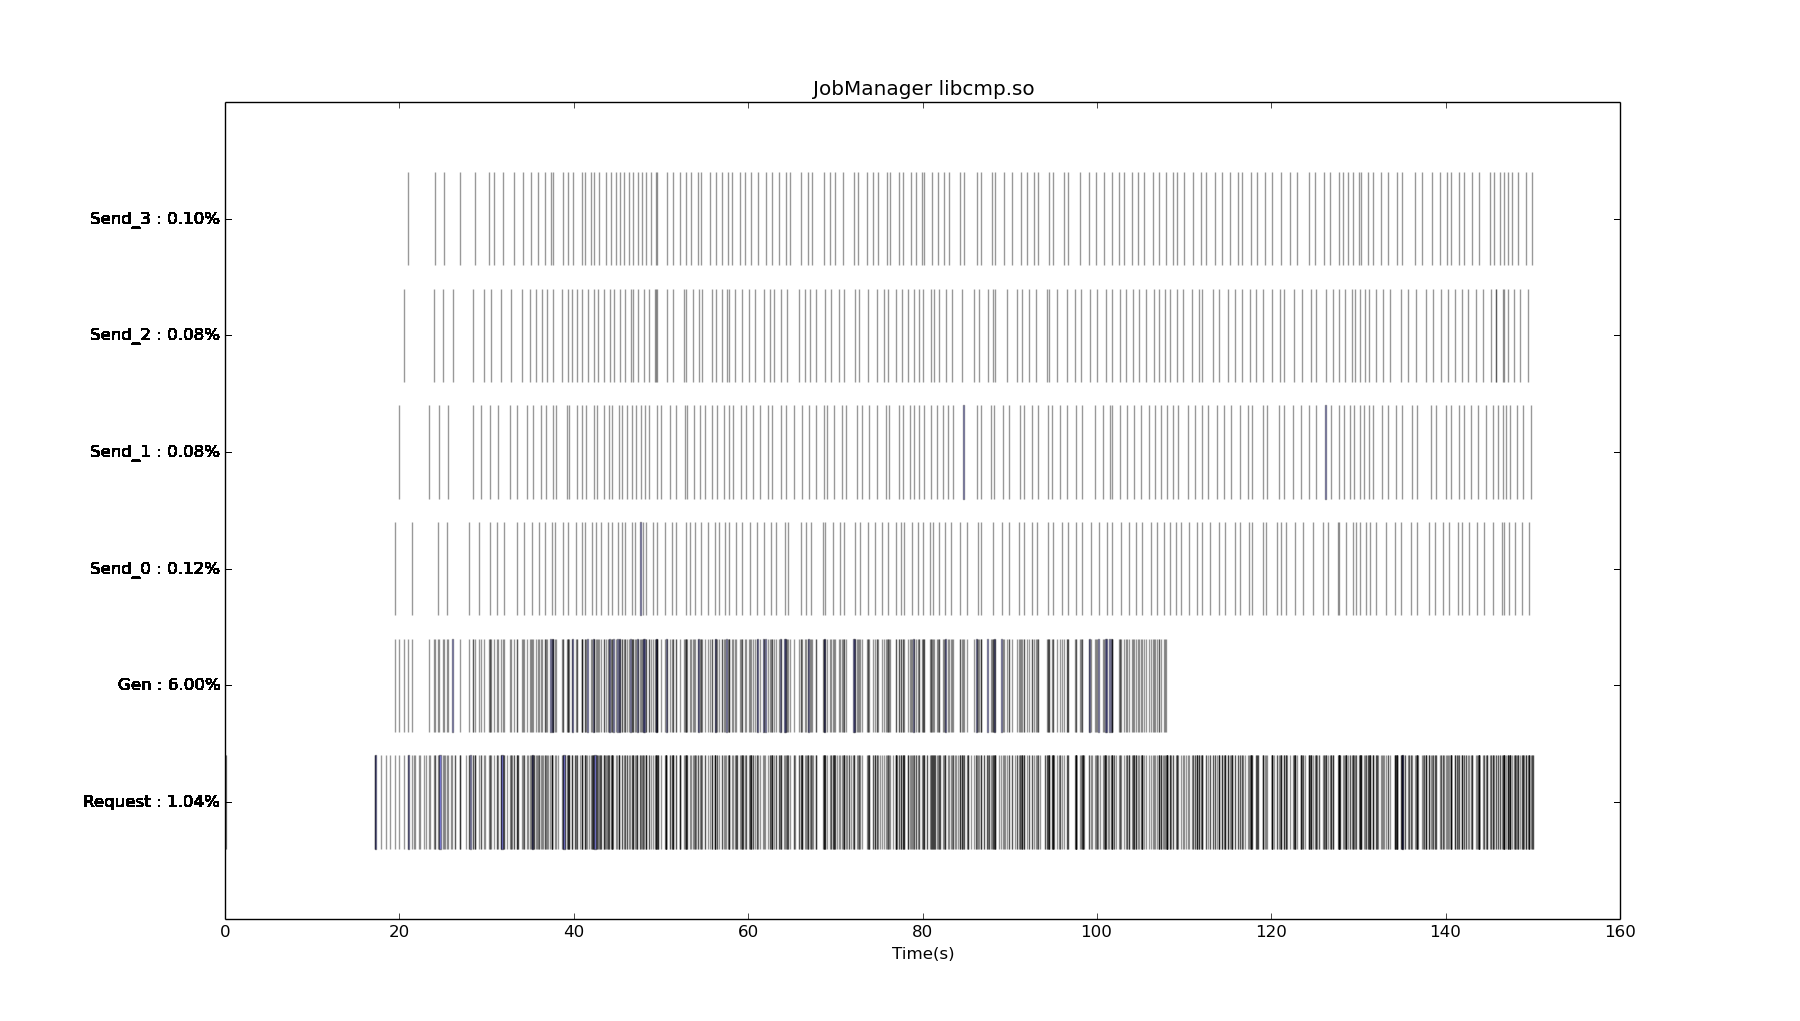 JobManager libcmp.so
Send_3 : 0.10%
Send_2 : 0.08%
Send_1 : 0.08%
Send_0 : 0.12%
Gen : 6.00%
Request : 1.04%
0 20 40 60 80 100 120 140 160
Time(s)